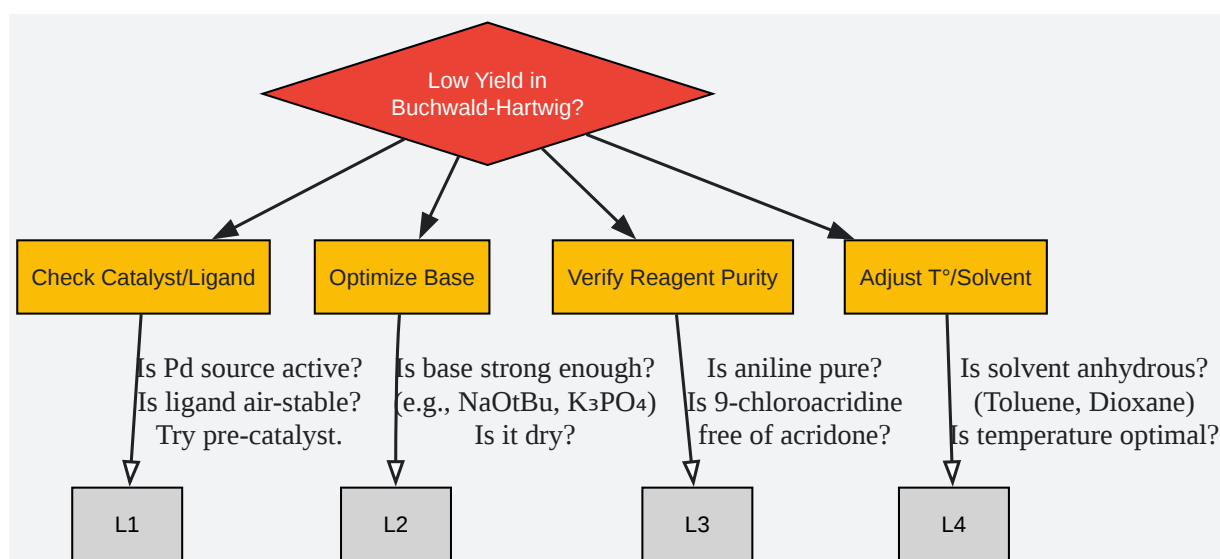 Low Yield in
Buchwald-Hartwig?
Check Catalyst/Ligand
Optimize Base
Verify Reagent Purity
Adjust T°/Solvent
Is Pd source active?
Is ligand air-stable?
Try pre-catalyst.
Is base strong enough?
(e.g., NaOtBu, K₃PO₄)
Is it dry?
Is aniline pure?
Is 9-chloroacridine
free of acridone?
Is solvent anhydrous?
(Toluene, Dioxane)
Is temperature optimal?
L1
L2
L3
L4